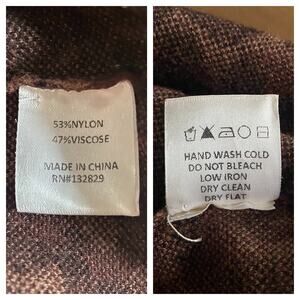 53%NYLON
47%VISCOSE
MADE IN CHINA
RN#132829
HAND WASH COLD
DO NOT BLEACH
LOW IRON
DRY CLEAN
DRY FLAT